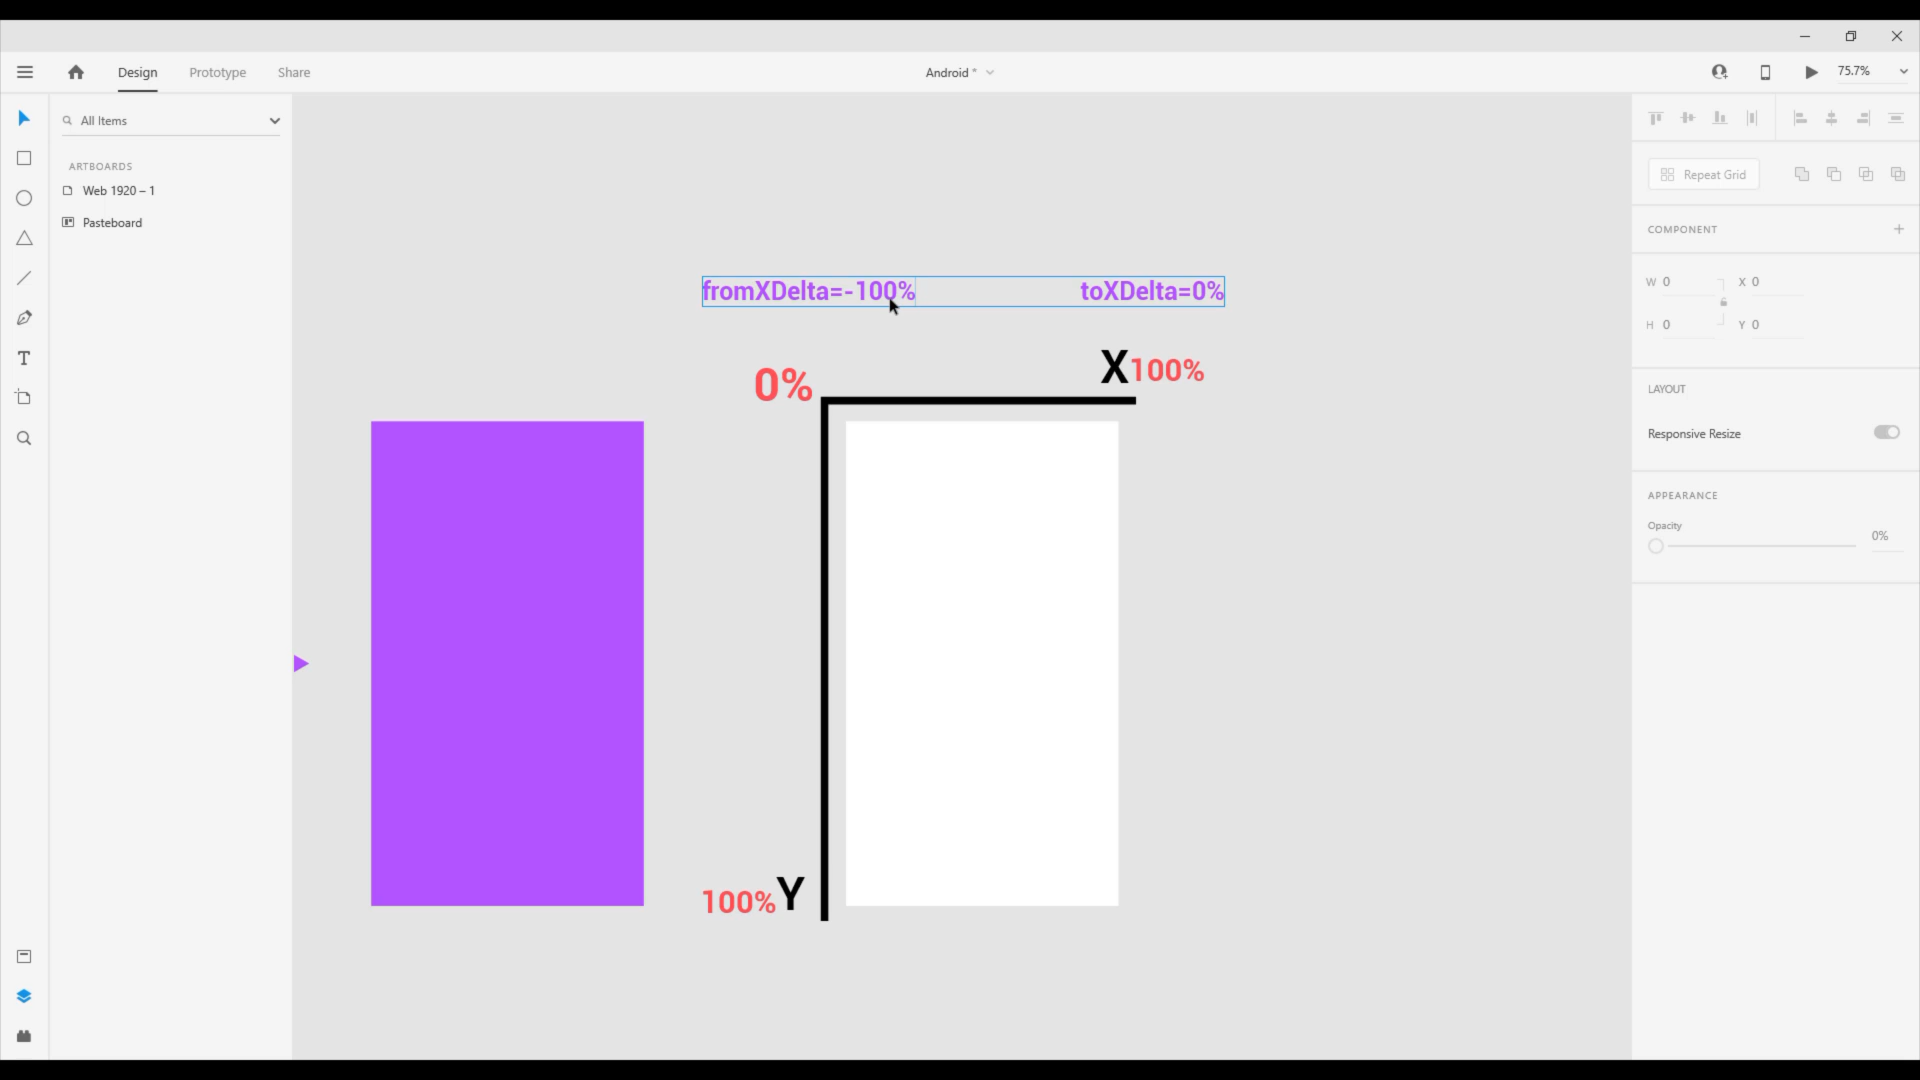 Design
Prototype
Share
Android *
75.7%
All Items
ARTBOARDS
Web 1920 – 1
Pasteboard
fromXDelta=-100%
toXDelta=0%
0%
X100%
100%Y
Repeat Grid
COMPONENT
W 0
X 0
H 0
Y 0
LAYOUT
Responsive Resize
APPEARANCE
Opacity
0%